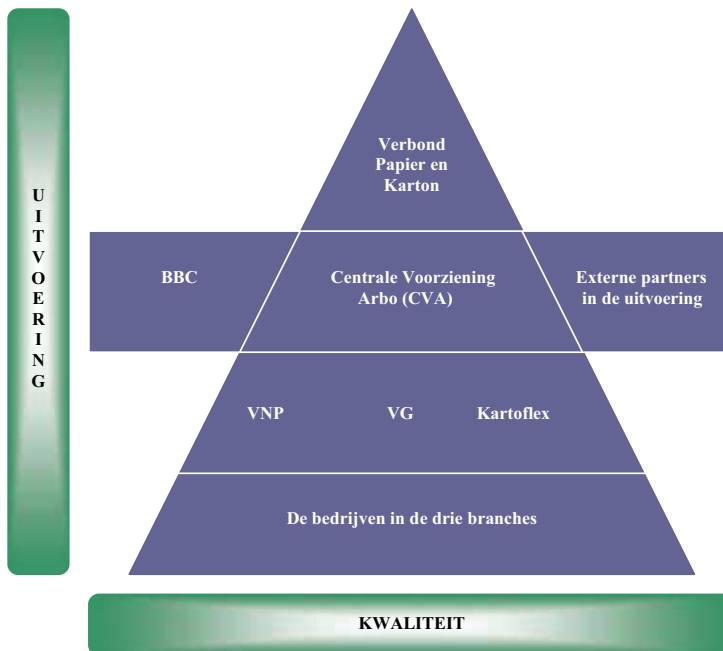 UITVOERING
Verbond
Papier en
Karton
BBC
Centrale Voorziening
Arbo (CVA)
Externe partners
in de uitvoering
VNP VG Kartoflex
De bedrijven in de drie branches
KWALITEIT